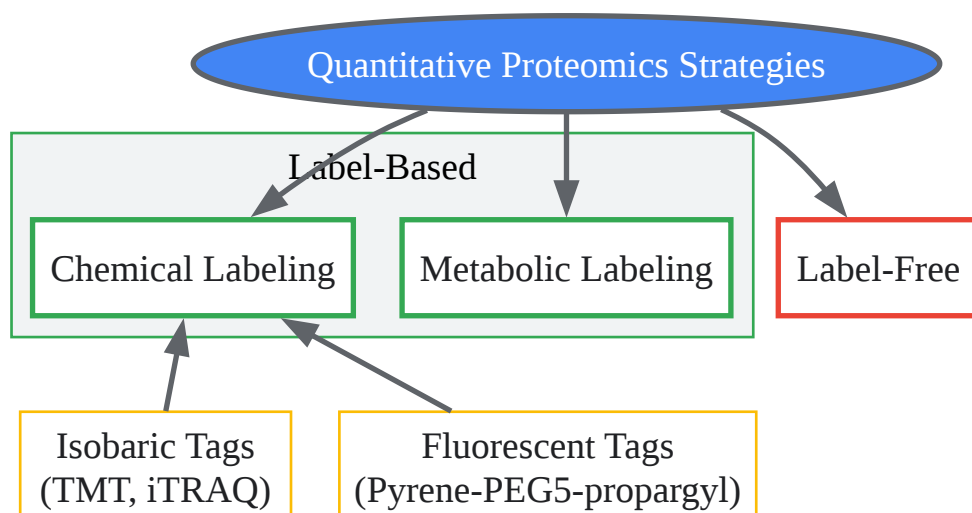 Quantitative Proteomics Strategies
Label-Based
Chemical Labeling
Metabolic Labeling
Label-Free
Isobaric Tags
(TMT, iTRAQ)
Fluorescent Tags
(Pyrene-PEG5-propargyl)